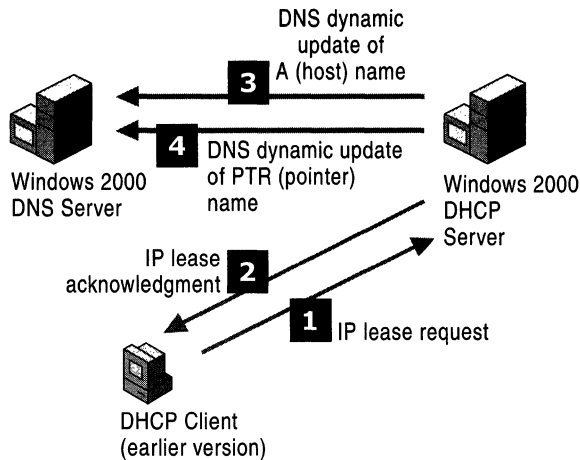 DNS dynamic
update of
A (host) name
3
4
DNS dynamic update
of PTR (pointer)
name
Windows 2000
DNS Server
Windows 2000
DHCP
Server
IP lease
acknowledgment
2
1
IP lease request
DHCP Client
(earlier version)